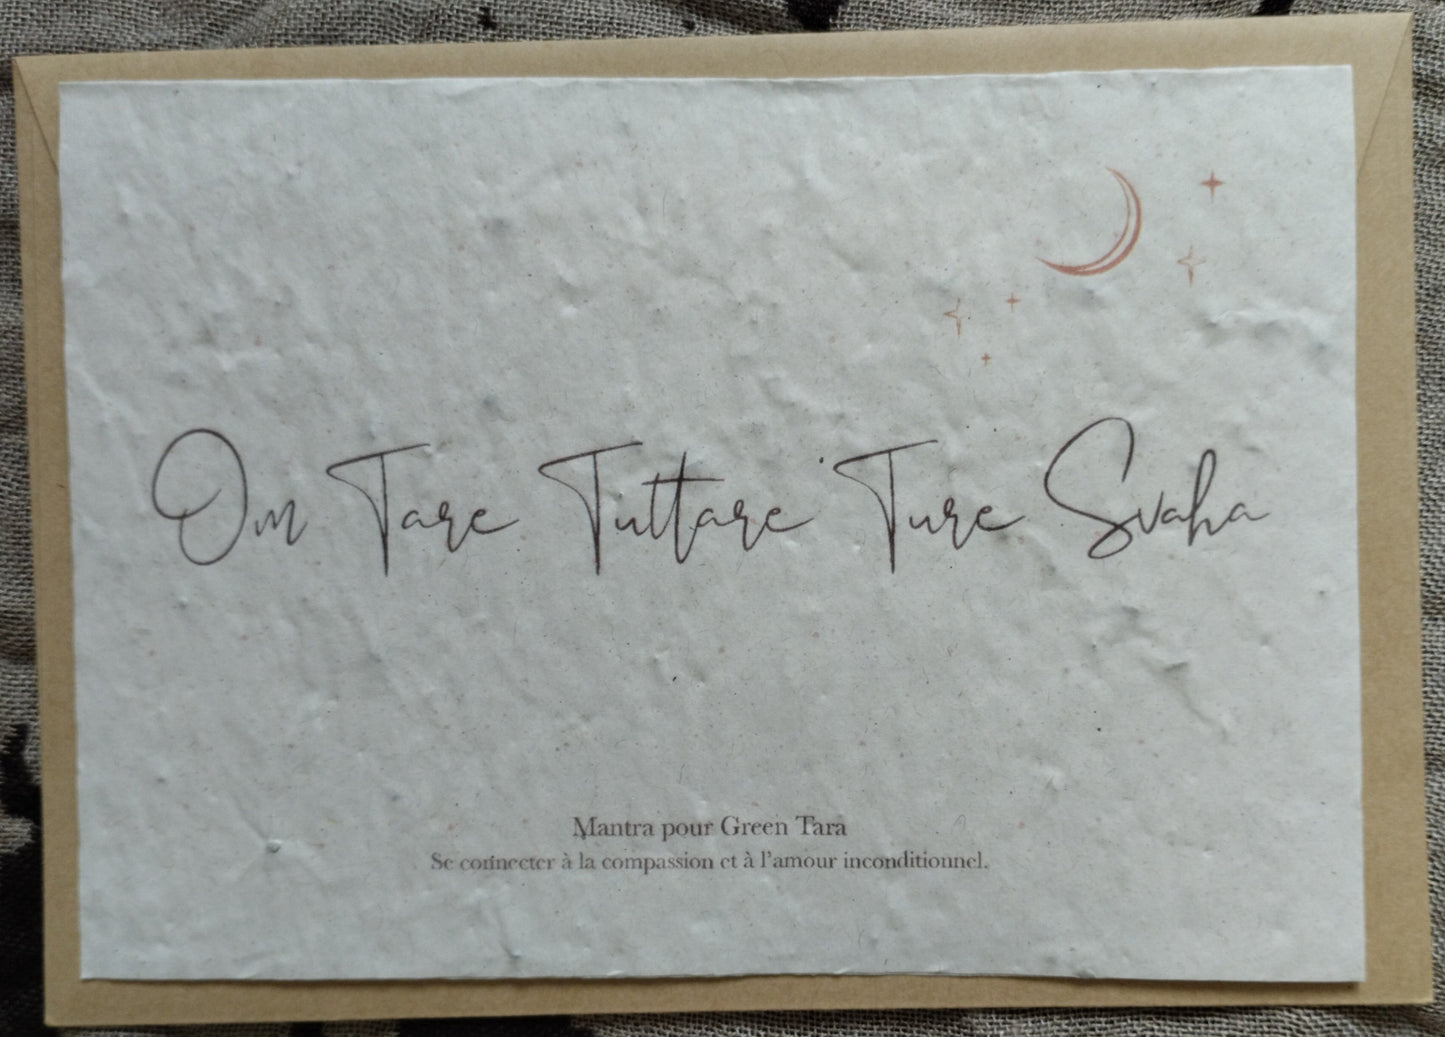 Om Tare Tuttare Ture Svaha
Mantra pour Green Tara
Se connecter à la compassion et à l'amour inconditionnel.